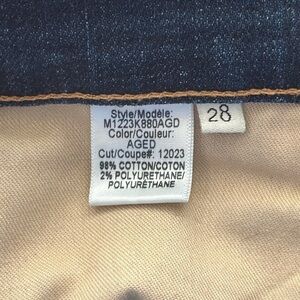 Style/Modèle:
M1223K880AGD
Color/Couleur:
AGED
Cut/Coupe#: 12023
98% COTTON/COTON
2% POLYURETHANE/
POLYURÉTHANE
28